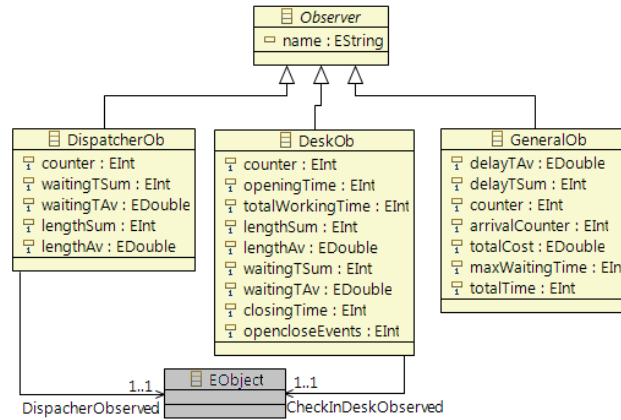 Observer
name : EString
DispatcherOb
counter : EInt
waitingTSum : EInt
waitingTAv : EDouble
lengthSum : EInt
lengthAv : EDouble
DeskOb
counter : EInt
openingTime : EInt
totalWorkingTime : EInt
lengthSum : EInt
lengthAv : EDouble
waitingTSum : EInt
waitingTAv : EDouble
closingTime : EInt
opencloseEvents : EInt
GeneralOb
delayTAv : EDouble
delayTSum : EInt
counter : EInt
arrivalCounter : EInt
totalCost : EDouble
maxWaitingTime : EInt
totalTime : EInt
1..1
EObject
1..1
DispacherObserved
CheckInDeskObserved